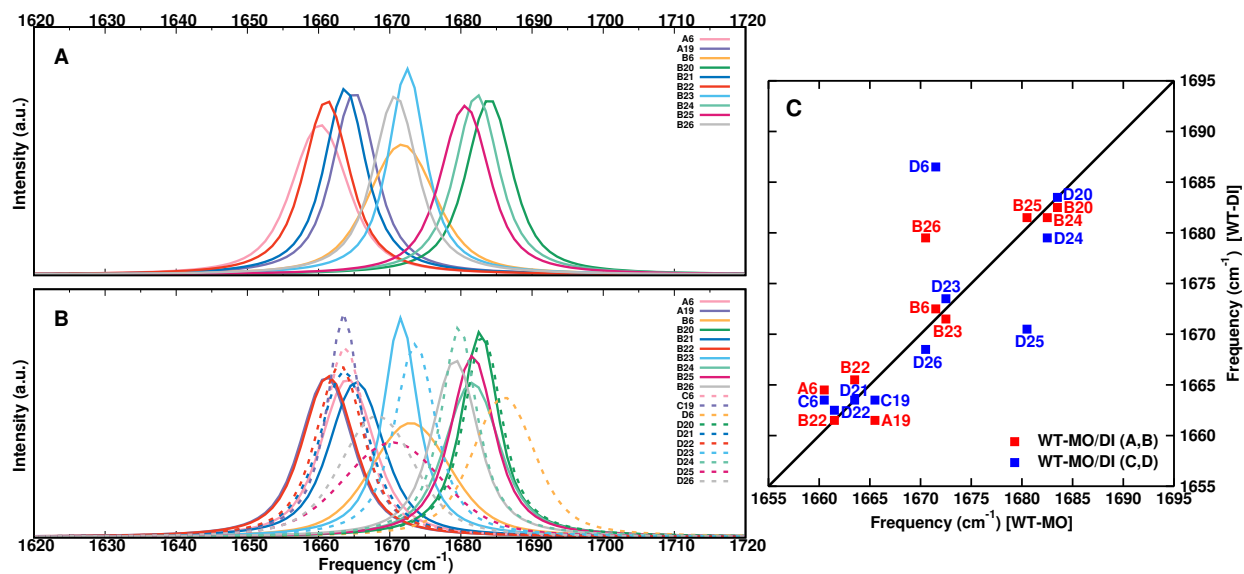 1620 1630 1640 1650 1660 1670 1680 1690 1700 1710 1720
A
Intensity (a.u.)
A6
A19
B6
B20
B21
B22
B23
B24
B25
B26
B
Intensity (a.u.)
A6
A19
B6
B20
B21
B22
B23
B24
B25
B26
C6
C19
D6
D20
D21
D22
D23
D24
D25
D26
1620 1630 1640 1650 1660 1670 1680 1690 1700 1710 1720
Frequency (cm⁻¹)
C
1695
1690
1685
1680
1675
1670
1665
1660
1655
Frequency (cm⁻¹) [WT-DI]
D6
B26
B25
D20
B20
B24
D24
D23
B6
B23
D26
D25
B22
A6
D21
C6
C19
D22
B22
A19
WT-MO/DI (A,B)
WT-MO/DI (C,D)
1655 1660 1665 1670 1675 1680 1685 1690 1695
Frequency (cm⁻¹) [WT-MO]